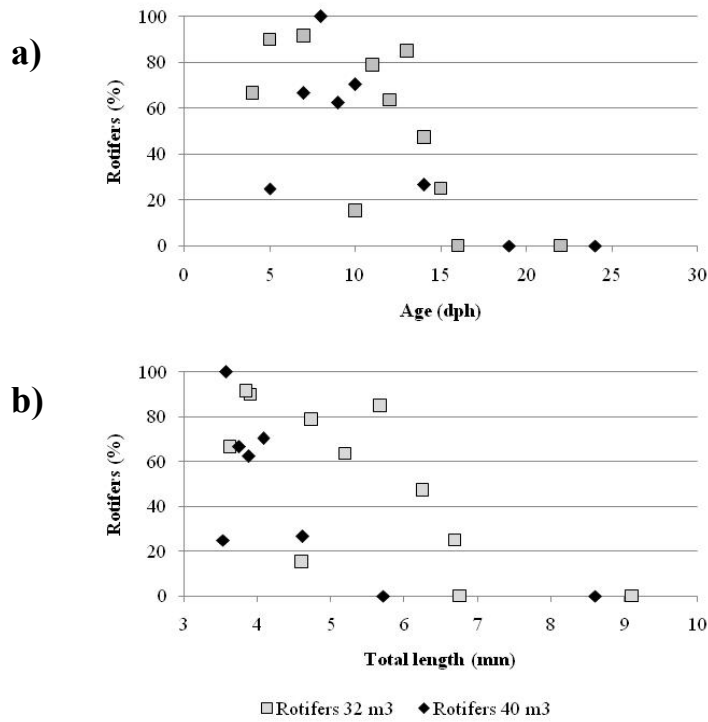 a)
100
80
60
40
20
0
Rotifers (%)
0 5 10 15 20 25 30
Age (dph)
b)
100
80
60
40
20
0
Rotifers (%)
3 4 5 6 7 8 9 10
Total length (mm)
Rotifers 32 m3 Rotifers 40 m3